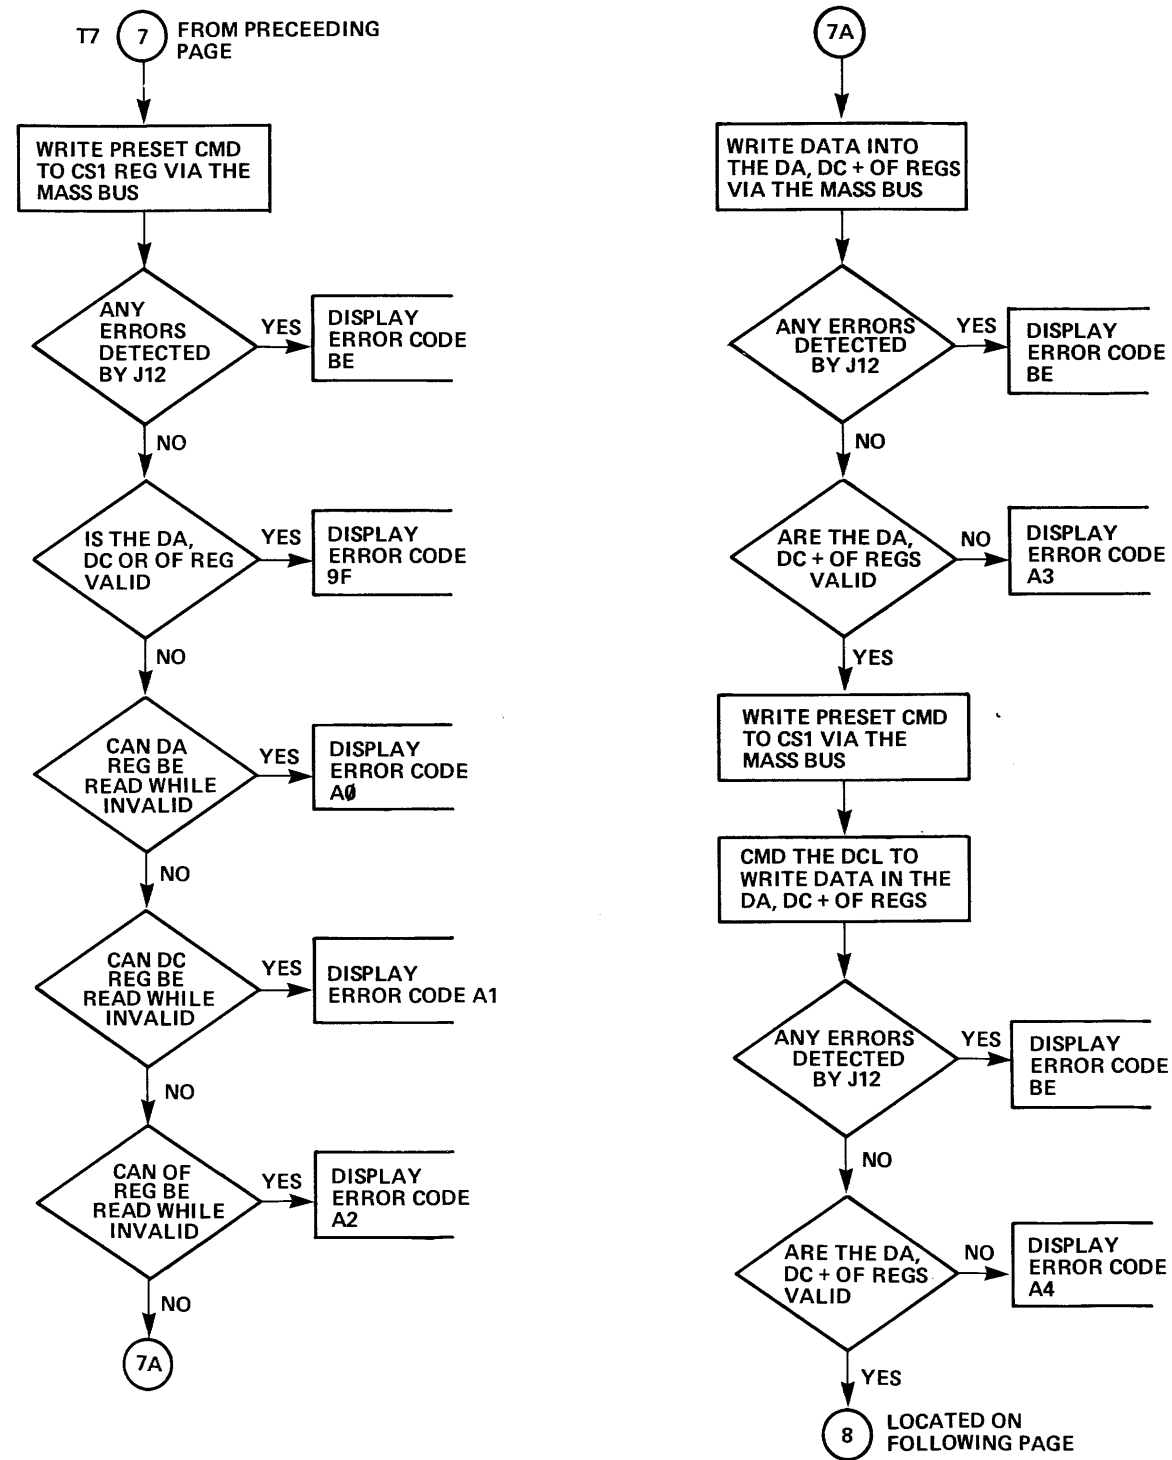 T7 7 FROM PRECEEDING
PAGE
WRITE PRESET CMD
TO CS1 REG VIA THE
MASS BUS
ANY
ERRORS
DETECTED
BY J12
YES
DISPLAY
ERROR CODE
BE
NO
IS THE DA,
DC OR OF REG
VALID
YES
DISPLAY
ERROR CODE
9F
NO
CAN DA
REG BE
READ WHILE
INVALID
YES
DISPLAY
ERROR CODE
AØ
NO
CAN DC
REG BE
READ WHILE
INVALID
YES
DISPLAY
ERROR CODE A1
NO
CAN OF
REG BE
READ WHILE
INVALID
YES
DISPLAY
ERROR CODE
A2
NO
7A
7A
WRITE DATA INTO
THE DA, DC + OF REGS
VIA THE MASS BUS
ANY ERRORS
DETECTED
BY J12
YES
DISPLAY
ERROR CODE
BE
NO
ARE THE DA,
DC + OF REGS
VALID
NO
DISPLAY
ERROR CODE
A3
YES
WRITE PRESET CMD
TO CS1 VIA THE
MASS BUS
CMD THE DCL TO
WRITE DATA IN THE
DA, DC + OF REGS
ANY ERRORS
DETECTED
BY J12
YES
DISPLAY
ERROR CODE
BE
NO
ARE THE DA,
DC + OF REGS
VALID
NO
DISPLAY
ERROR CODE
A4
YES
8 LOCATED ON
FOLLOWING PAGE